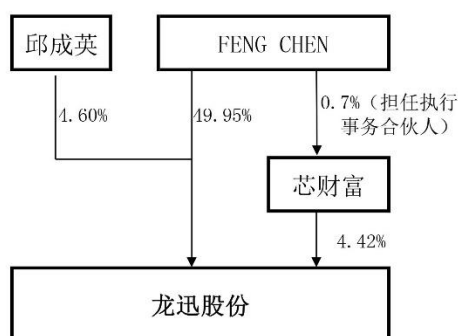 邱成英
FENG CHEN
4.60%
49.95%
0.7%（担任执行
事务合伙人）
芯财富
4.42%
龙迅股份